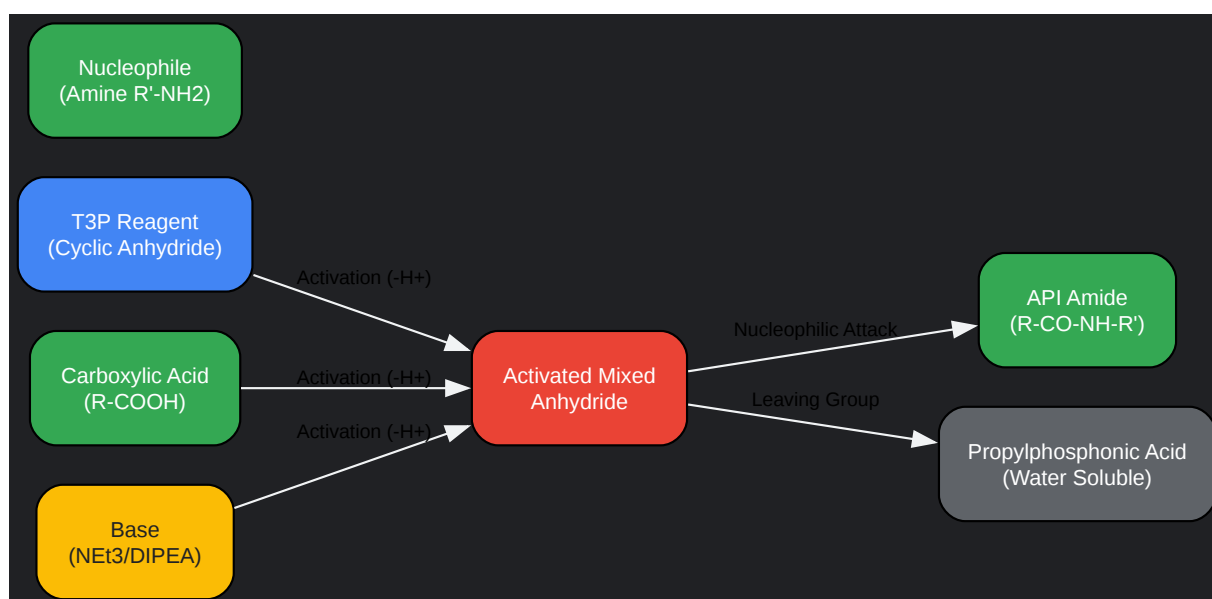 Nucleophile
(Amine R'-NH2)
T3P Reagent
(Cyclic Anhydride)
Activation (-H+)
Carboxylic Acid
(R-COOH)
Activation (-H+)
Base
(NEt3/DIPEA)
Activation (-H+)
Activated Mixed
Anhydride
Nucleophilic Attack
Leaving Group
API Amide
(R-CO-NH-R')
Propylphosphonic Acid
(Water Soluble)